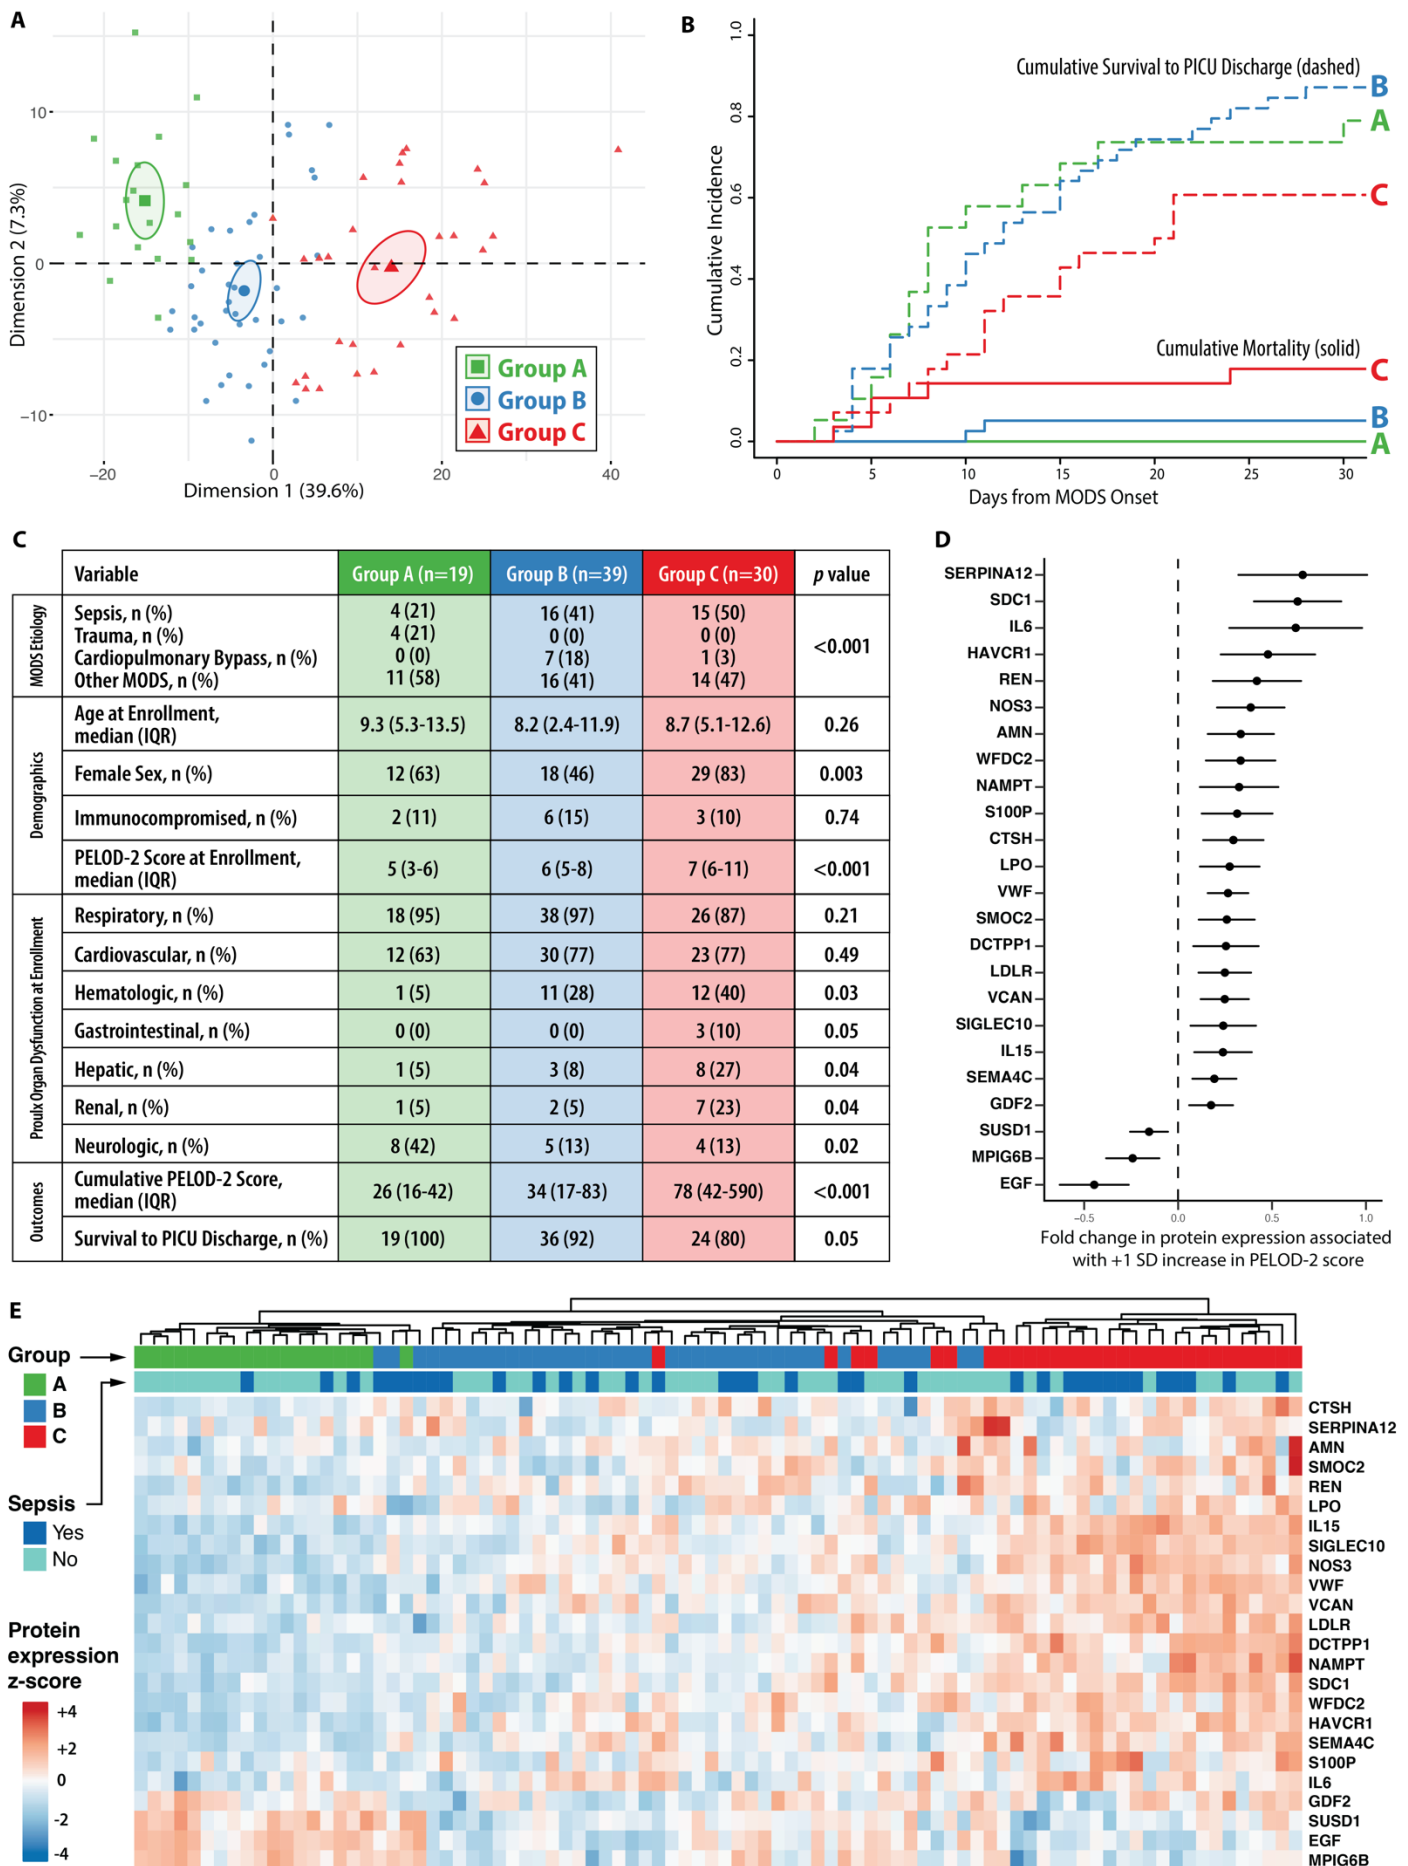 A
10
0
−10
−20
0
20
40
Dimension 2 (7.3%)
Dimension 1 (39.6%)
Group A
Group B
Group C
B
Cumulative Survival to PICU Discharge (dashed)
B
A
C
Cumulative Mortality (solid)
C
B
A
1.0
0.8
0.6
0.4
0.2
0.0
Cumulative Incidence
0
5
10
15
20
25
30
Days from MODS Onset
C
Variable Group A (n=19) Group B (n=39) Group C (n=30) p value
MODS Etiology
Sepsis, n (%) 4 (21) 16 (41) 15 (50)
Trauma, n (%) 4 (21) 0 (0) 0 (0)
<0.001
Cardiopulmonary Bypass, n (%) 0 (0) 7 (18) 1 (3)
Other MODS, n (%) 11 (58) 16 (41) 14 (47)
Demographics
Age at Enrollment,
median (IQR) 9.3 (5.3-13.5) 8.2 (2.4-11.9) 8.7 (5.1-12.6) 0.26
Female Sex, n (%) 12 (63) 18 (46) 29 (83) 0.003
Immunocompromised, n (%) 2 (11) 6 (15) 3 (10) 0.74
PELOD-2 Score at Enrollment,
median (IQR) 5 (3-6) 6 (5-8) 7 (6-11) <0.001
Proulx Organ Dysfunction at Enrollment
Respiratory, n (%) 18 (95) 38 (97) 26 (87) 0.21
Cardiovascular, n (%) 12 (63) 30 (77) 23 (77) 0.49
Hematologic, n (%) 1 (5) 11 (28) 12 (40) 0.03
Gastrointestinal, n (%) 0 (0) 0 (0) 3 (10) 0.05
Hepatic, n (%) 1 (5) 3 (8) 8 (27) 0.04
Renal, n (%) 1 (5) 2 (5) 7 (23) 0.04
Neurologic, n (%) 8 (42) 5 (13) 4 (13) 0.02
Outcomes
Cumulative PELOD-2 Score,
median (IQR) 26 (16-42) 34 (17-83) 78 (42-590) <0.001
Survival to PICU Discharge, n (%) 19 (100) 36 (92) 24 (80) 0.05
D
SERPINA12
SDC1
IL6
HAVCR1
REN
NOS3
AMN
WFDC2
NAMPT
S100P
CTSH
LPO
VWF
SMOC2
DCTPP1
LDLR
VCAN
SIGLEC10
IL15
SEMA4C
GDF2
SUSD1
MPIG6B
EGF
−0.5
0.0
0.5
1.0
Fold change in protein expression associated
with +1 SD increase in PELOD-2 score
E
Group
A
B
C
Sepsis
Yes
No
Protein
expression
z-score
+4
+2
0
-2
-4
CTSH
SERPINA12
AMN
SMOC2
REN
LPO
IL15
SIGLEC10
NOS3
VWF
VCAN
LDLR
DCTPP1
NAMPT
SDC1
WFDC2
HAVCR1
SEMA4C
S100P
IL6
GDF2
SUSD1
EGF
MPIG6B